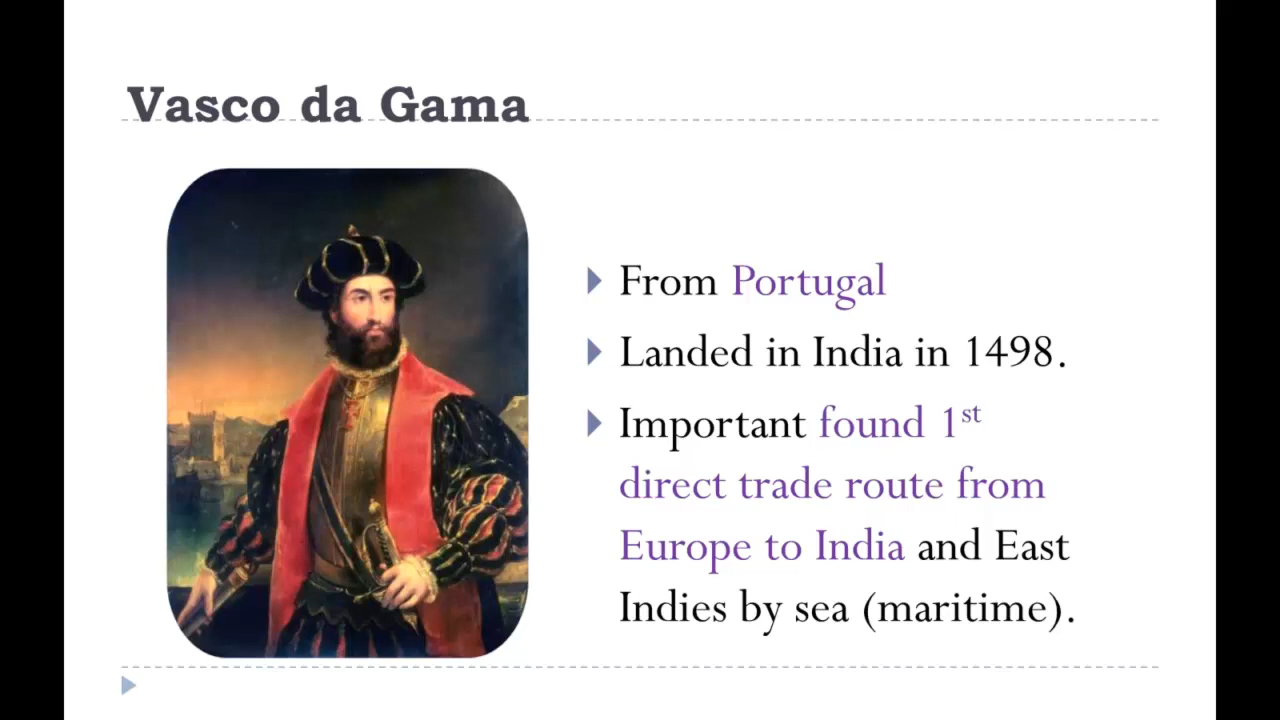 Vasco da Gama
From Portugal
Landed in India in 1498.
Important found 1st
direct trade route from
Europe to India and East
Indies by sea (maritime).